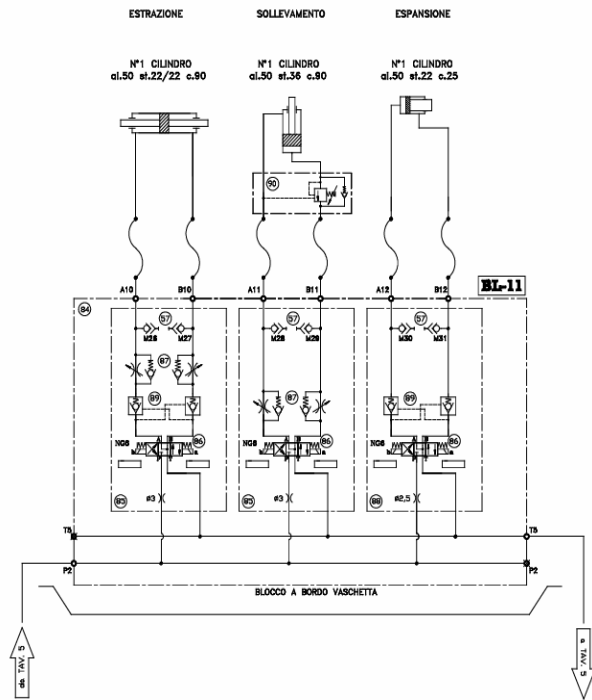 ESTRAZIONE SOLLEVAMENTO ESPANSIONE
N°1 CILINDRO N°1 CILINDRO N°1 CILINDRO
al.50 st.22/22 c.90 al.50 st.36 c.90 al.50 st.22 c.25
90
BL-11
A10 B10 A11 B11 A12 B12
84
57 57 57
M26 M27 M28 M29 M30 M31
87
87
89 89
NG6 86 NG6 86 NG6 86
b a b a b a
85 ø3 85 ø3 88 ø2,5
T5 T5
P2 P2
BLOCCO A BORDO VASCHETTA
da TAV. 5 a TAV. 5